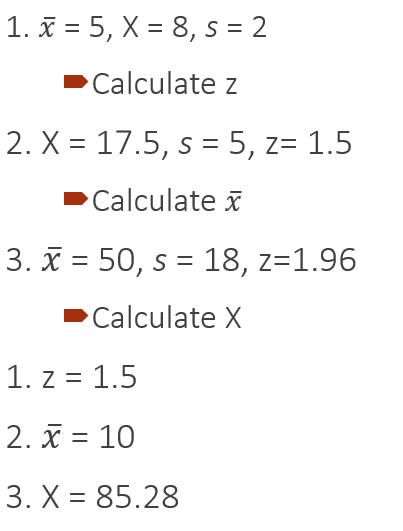 1. x̄ = 5, X = 8, s = 2
Calculate z
2. X = 17.5, s = 5, z= 1.5
Calculate x̄
3. x̄ = 50, s = 18, z=1.96
Calculate X
1. z = 1.5
2. x̄ = 10
3. X = 85.28